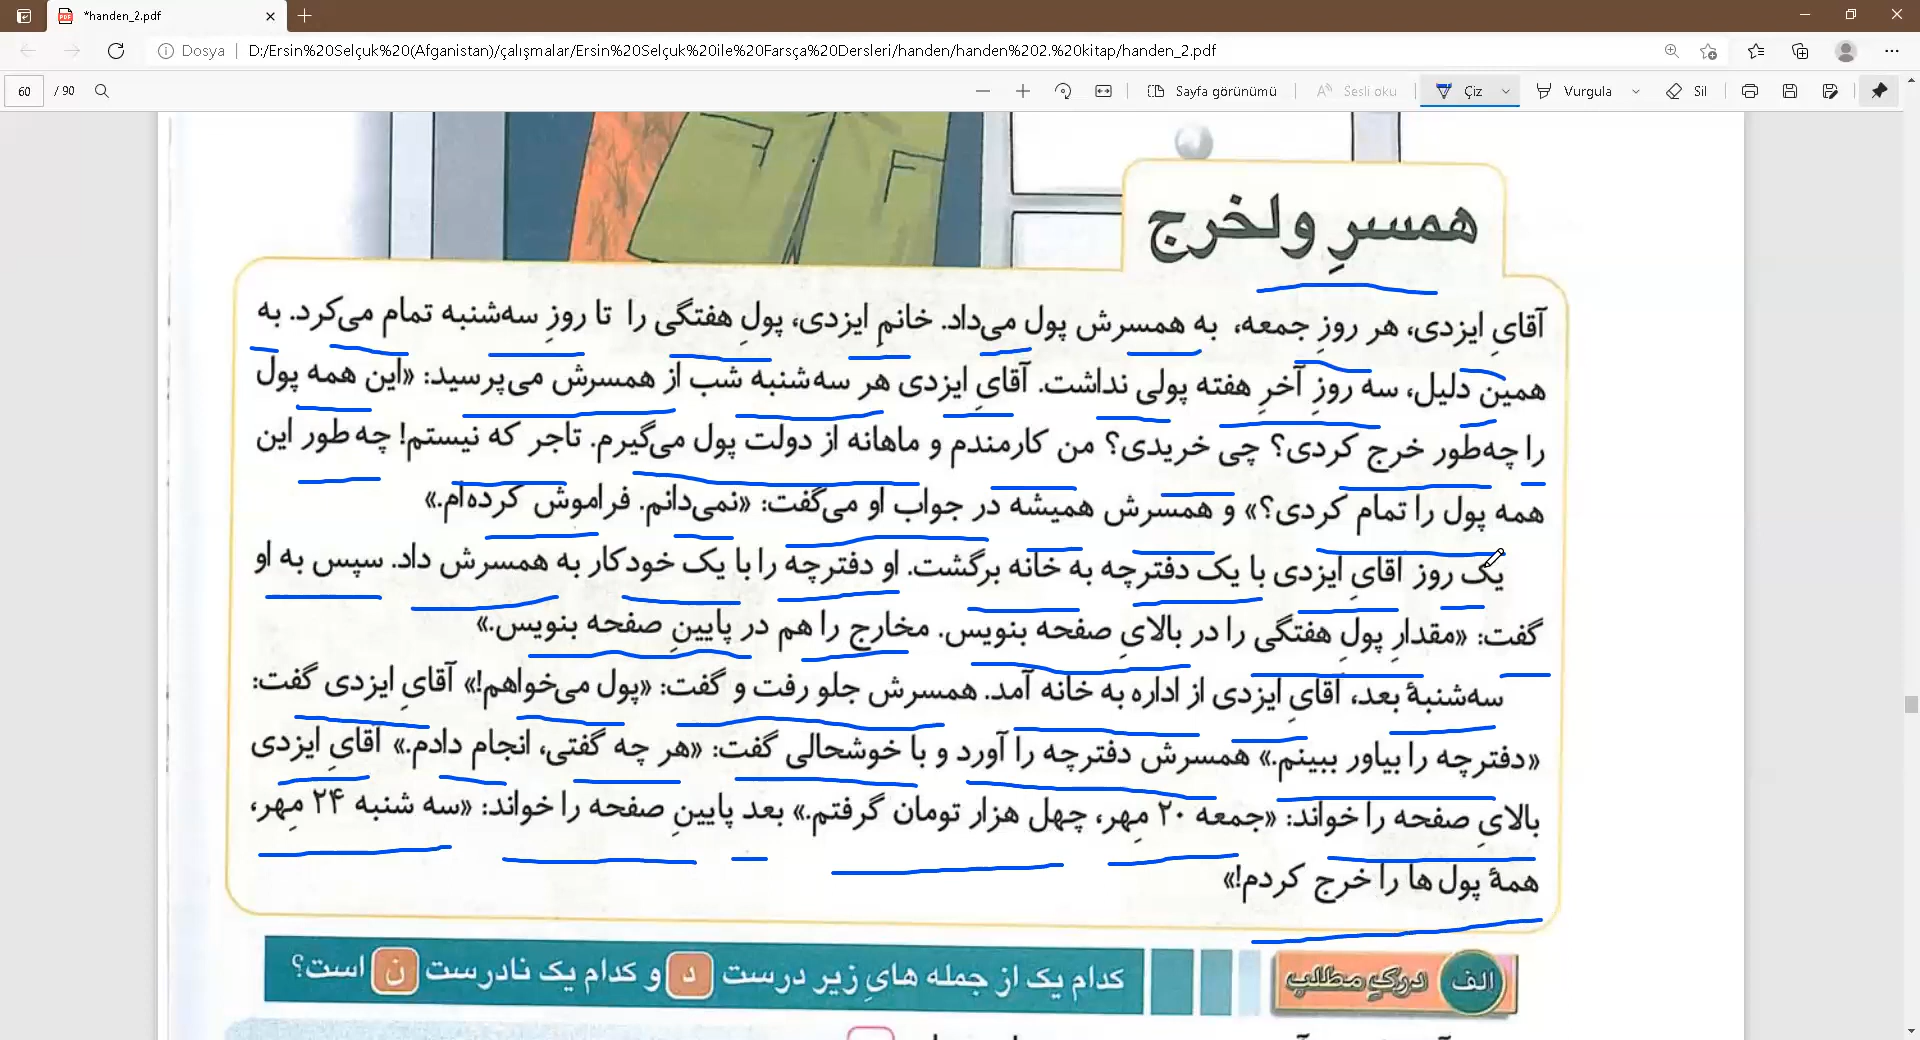 *handen_2.pdf
Dosya
D:/Ersin%20Selçuk%20(Afganistan)/çalışmalar/Ersin%20Selçuk%20ile%20Farsça%20Dersleri/handen/handen%202.%20kitap/handen_2.pdf
60 / 90
Sayfa görünümü
Sesli oku
Çiz
Vurgula
Sil
همسرِ ولخرج
آقایِ ایزدی، هر روزِ جمعه، به همسرش پول می‌داد. خانمِ ایزدی، پولِ هفتگی را تا روزِ سه‌شنبه تمام می‌کرد. به
همین دلیل، سه روزِ آخرِ هفته پولی نداشت. آقایِ ایزدی هر سه‌شنبه شب از همسرش می‌پرسید: «این همه پول
را چه‌طور خرج کردی؟ چی خریدی؟ من کارمندم و ماهانه از دولت پول می‌گیرم. تاجر که نیستم! چه طور این
همه پول را تمام کردی؟» و همسرش همیشه در جواب او می‌گفت: «نمی‌دانم. فراموش کرده‌ام.»
یک روز آقایِ ایزدی با یک دفترچه به خانه برگشت. او دفترچه را با یک خودکار به همسرش داد. سپس به او
گفت: «مقدارِ پولِ هفتگی را در بالایِ صفحه بنویس. مخارج را هم در پایینِ صفحه بنویس.»
سه‌شنبهٔ بعد، آقایِ ایزدی از اداره به خانه آمد. همسرش جلو رفت و گفت: «پول می‌خواهم!» آقایِ ایزدی گفت:
«دفترچه را بیاور ببینم.» همسرش دفترچه را آورد و با خوشحالی گفت: «هر چه گفتی، انجام دادم.» آقایِ ایزدی
بالایِ صفحه را خواند: «جمعه ۲۰ مِهر، چهل هزار تومان گرفتم.» بعد پایینِ صفحه را خواند: «سه شنبه ۲۴ مِهر،
همهٔ پول ها را خرج کردم!»
الف درکِ مطلب کدام یک از جمله هایِ زیر درست د و کدام یک نادرست ن است؟